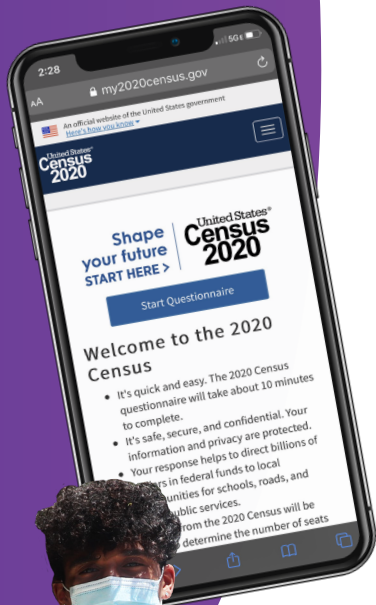 2:28
5GE
AA
my2020census.gov
An official website of the United States government
Here's how you know
United States®
Census
2020
Shape
your future
START HERE >
United States®
Census
2020
Start Questionnaire
Welcome to the 2020
Census
• It's quick and easy. The 2020 Census
questionnaire will take about 10 minutes
to complete.
• It's safe, secure, and confidential. Your
information and privacy are protected.
• Your response helps to direct billions of
in federal funds to local
for schools, roads, and
public services.
from the 2020 Census will be
determine the number of seats